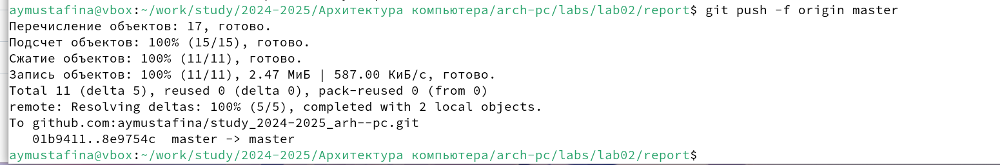 aymustafina@vbox:~/work/study/2024-2025/Архитектура компьютера/arch-pc/labs/lab02/report$ git push -f origin master
Перечисление объектов: 17, готово.
Подсчет объектов: 100% (15/15), готово.
Сжатие объектов: 100% (11/11), готово.
Запись объектов: 100% (11/11), 2.47 МиБ | 587.00 КиБ/с, готово.
Total 11 (delta 5), reused 0 (delta 0), pack-reused 0 (from 0)
remote: Resolving deltas: 100% (5/5), completed with 2 local objects.
To github.com:aymustafina/study_2024-2025_arh--pc.git
   01b9411..8e9754c  master -> master
aymustafina@vbox:~/work/study/2024-2025/Архитектура компьютера/arch-pc/labs/lab02/report$